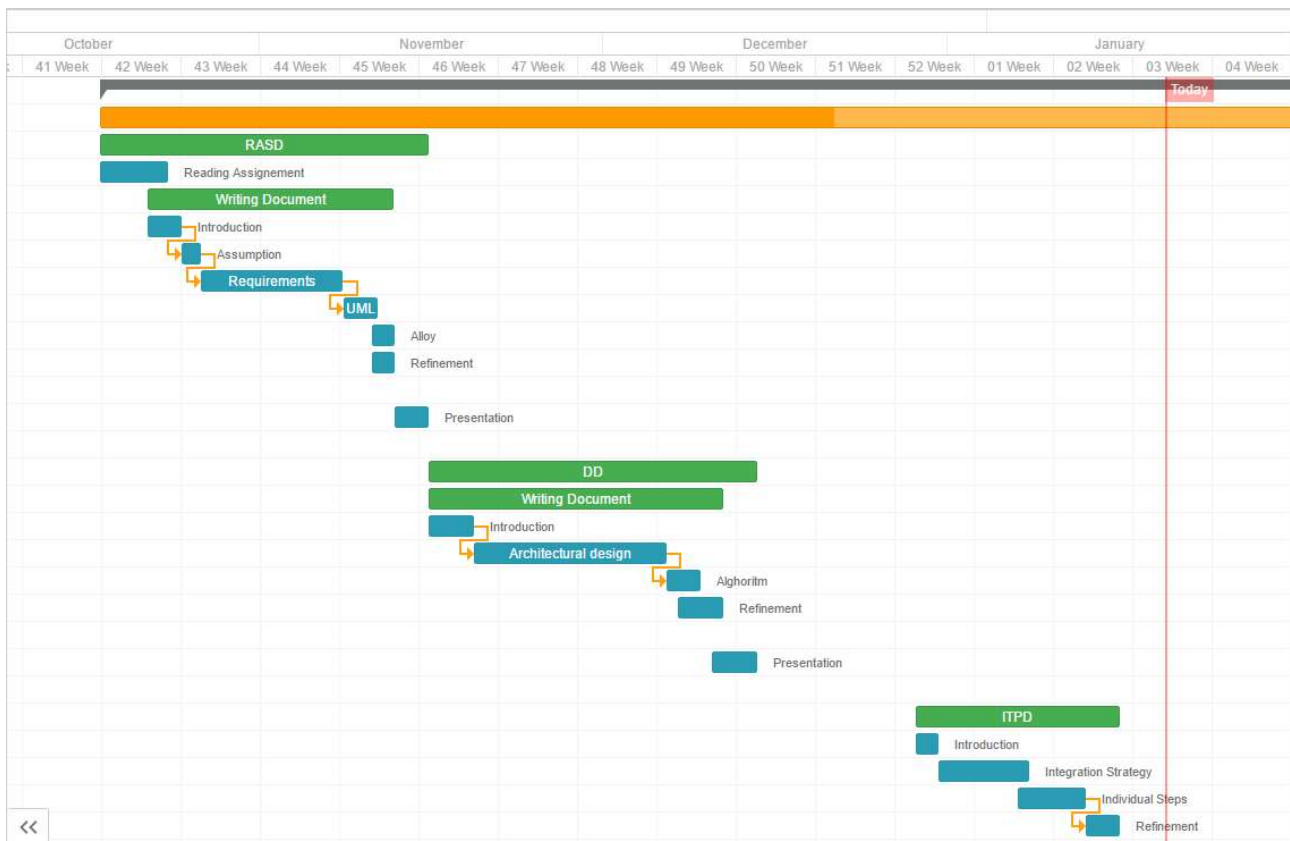 October November December January
41 Week 42 Week 43 Week 44 Week 45 Week 46 Week 47 Week 48 Week 49 Week 50 Week 51 Week 52 Week 01 Week 02 Week 03 Week 04 Week
Today
RASD
Reading Assignement
Writing Document
Introduction
Assumption
Requirements
UML
Alloy
Refinement
Presentation
DD
Writing Document
Introduction
Architectural design
Alghoritm
Refinement
Presentation
ITPD
Introduction
Integration Strategy
Individual Steps
Refinement